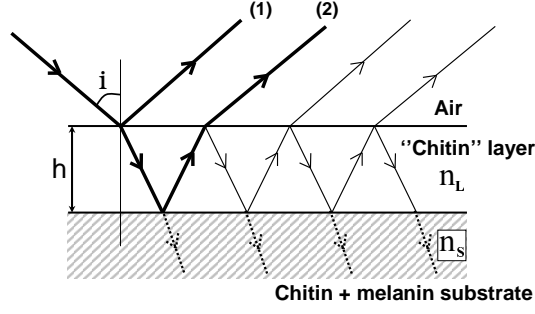 (1)
(2)
i
Air
h
‘‘Chitin’’ layer
n_L
n_S
Chitin + melanin substrate